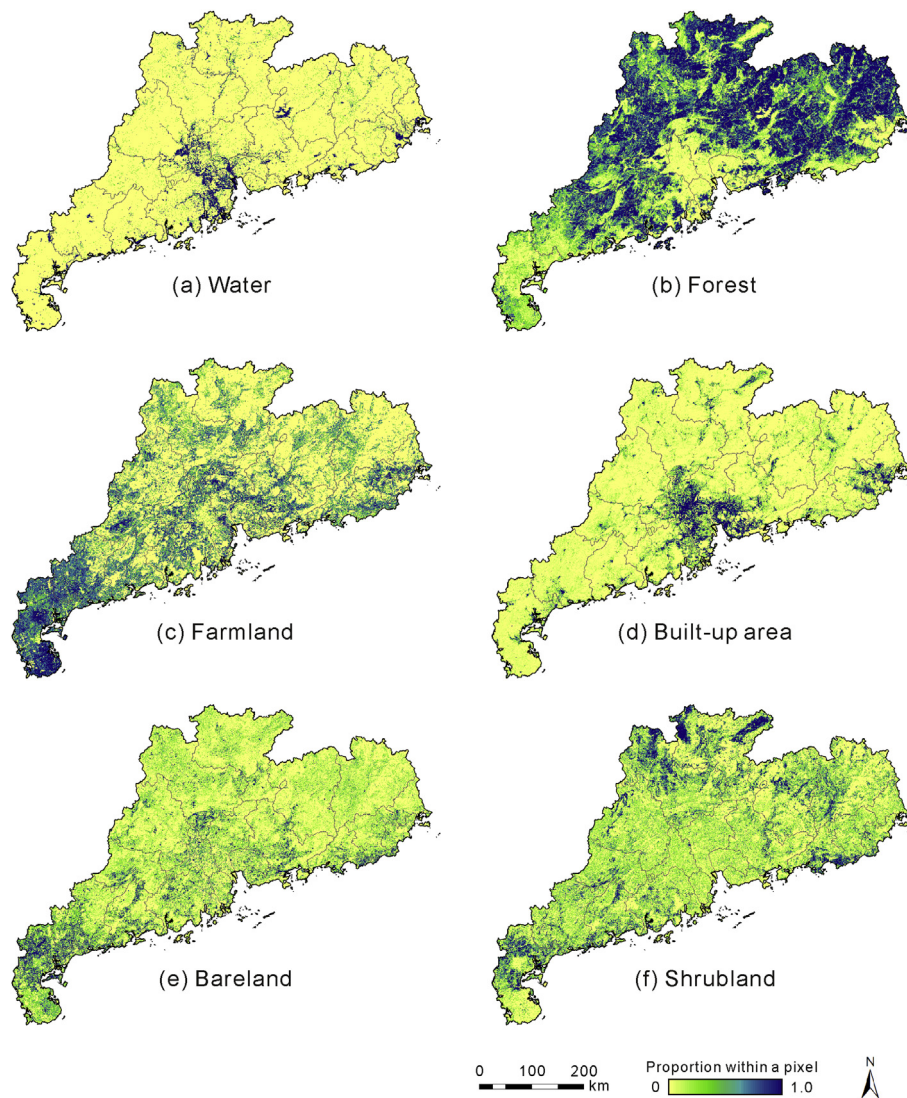 (a) Water
(b) Forest
(c) Farmland
(d) Built-up area
(e) Bareland
(f) Shrubland
0 100 200
km
Proportion within a pixel
0 1.0
N